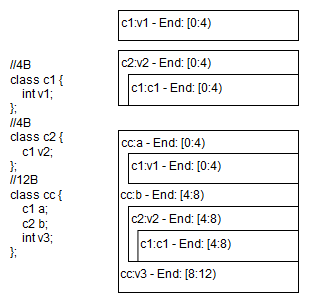 //4B
class c1 {
int v1;
};
//4B
class c2 {
c1 v2;
};
//12B
class cc {
c1 a;
c2 b;
int v3;
};
c1:v1 - End: [0:4)
c2:v2 - End: [0:4)
c1:c1 - End: [0:4)
cc:a - End: [0:4)
c1:v1 - End: [0:4)
cc:b - End: [4:8)
c2:v2 - End: [4:8)
c1:c1 - End: [4:8)
cc:v3 - End: [8:12)